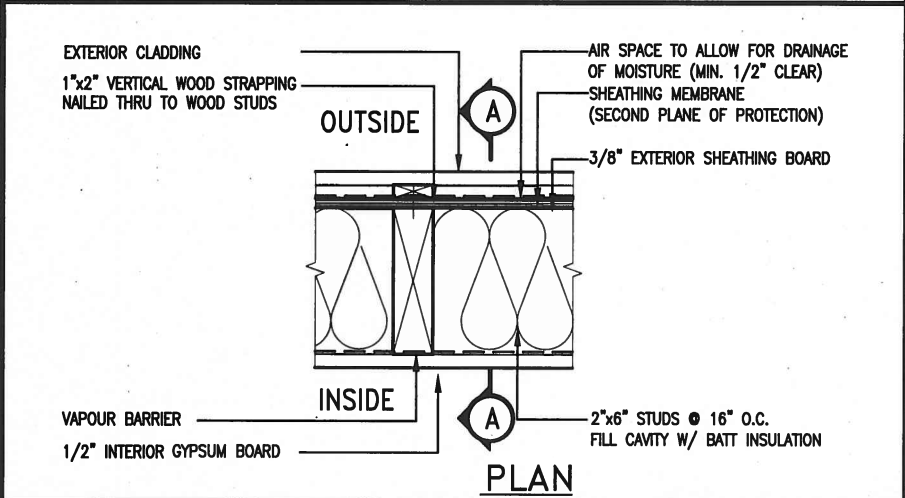 EXTERIOR CLADDING
1"x2" VERTICAL WOOD STRAPPING
NAILED THRU TO WOOD STUDS
AIR SPACE TO ALLOW FOR DRAINAGE
OF MOISTURE (MIN. 1/2" CLEAR)
SHEATHING MEMBRANE
(SECOND PLANE OF PROTECTION)
3/8" EXTERIOR SHEATHING BOARD
A
OUTSIDE
INSIDE
A
VAPOUR BARRIER
1/2" INTERIOR GYPSUM BOARD
2"x6" STUDS @ 16" O.C.
FILL CAVITY W/ BATT INSULATION
PLAN